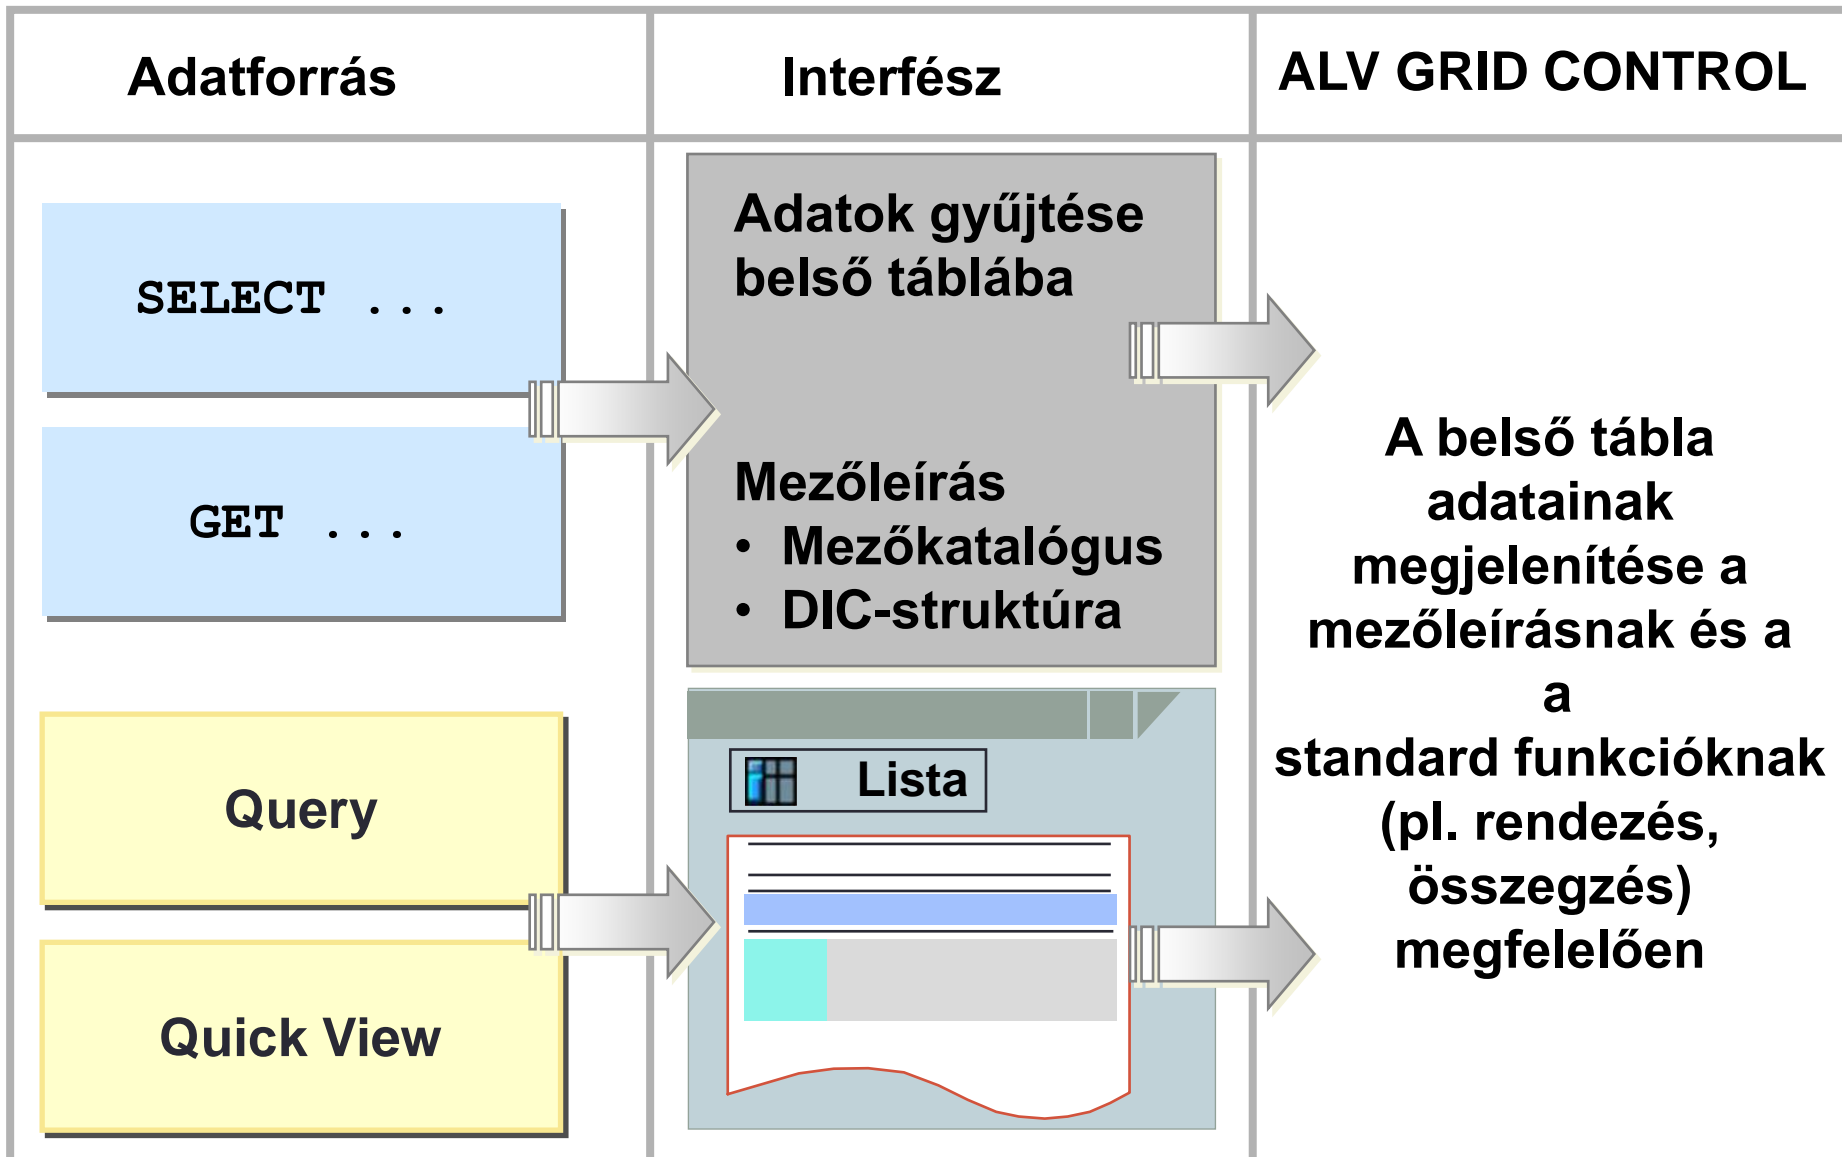 Adatforrás
Interfész
ALV GRID CONTROL
SELECT ...
GET ...
Query
Quick View
Adatok gyűjtése
belső táblába
Mezőleírás
• Mezőkatalógus
• DIC-struktúra
Lista
A belső tábla
adatainak
megjelenítése a
mezőleírásnak és a
a
standard funkcióknak
(pl. rendezés,
összegzés)
megfelelően